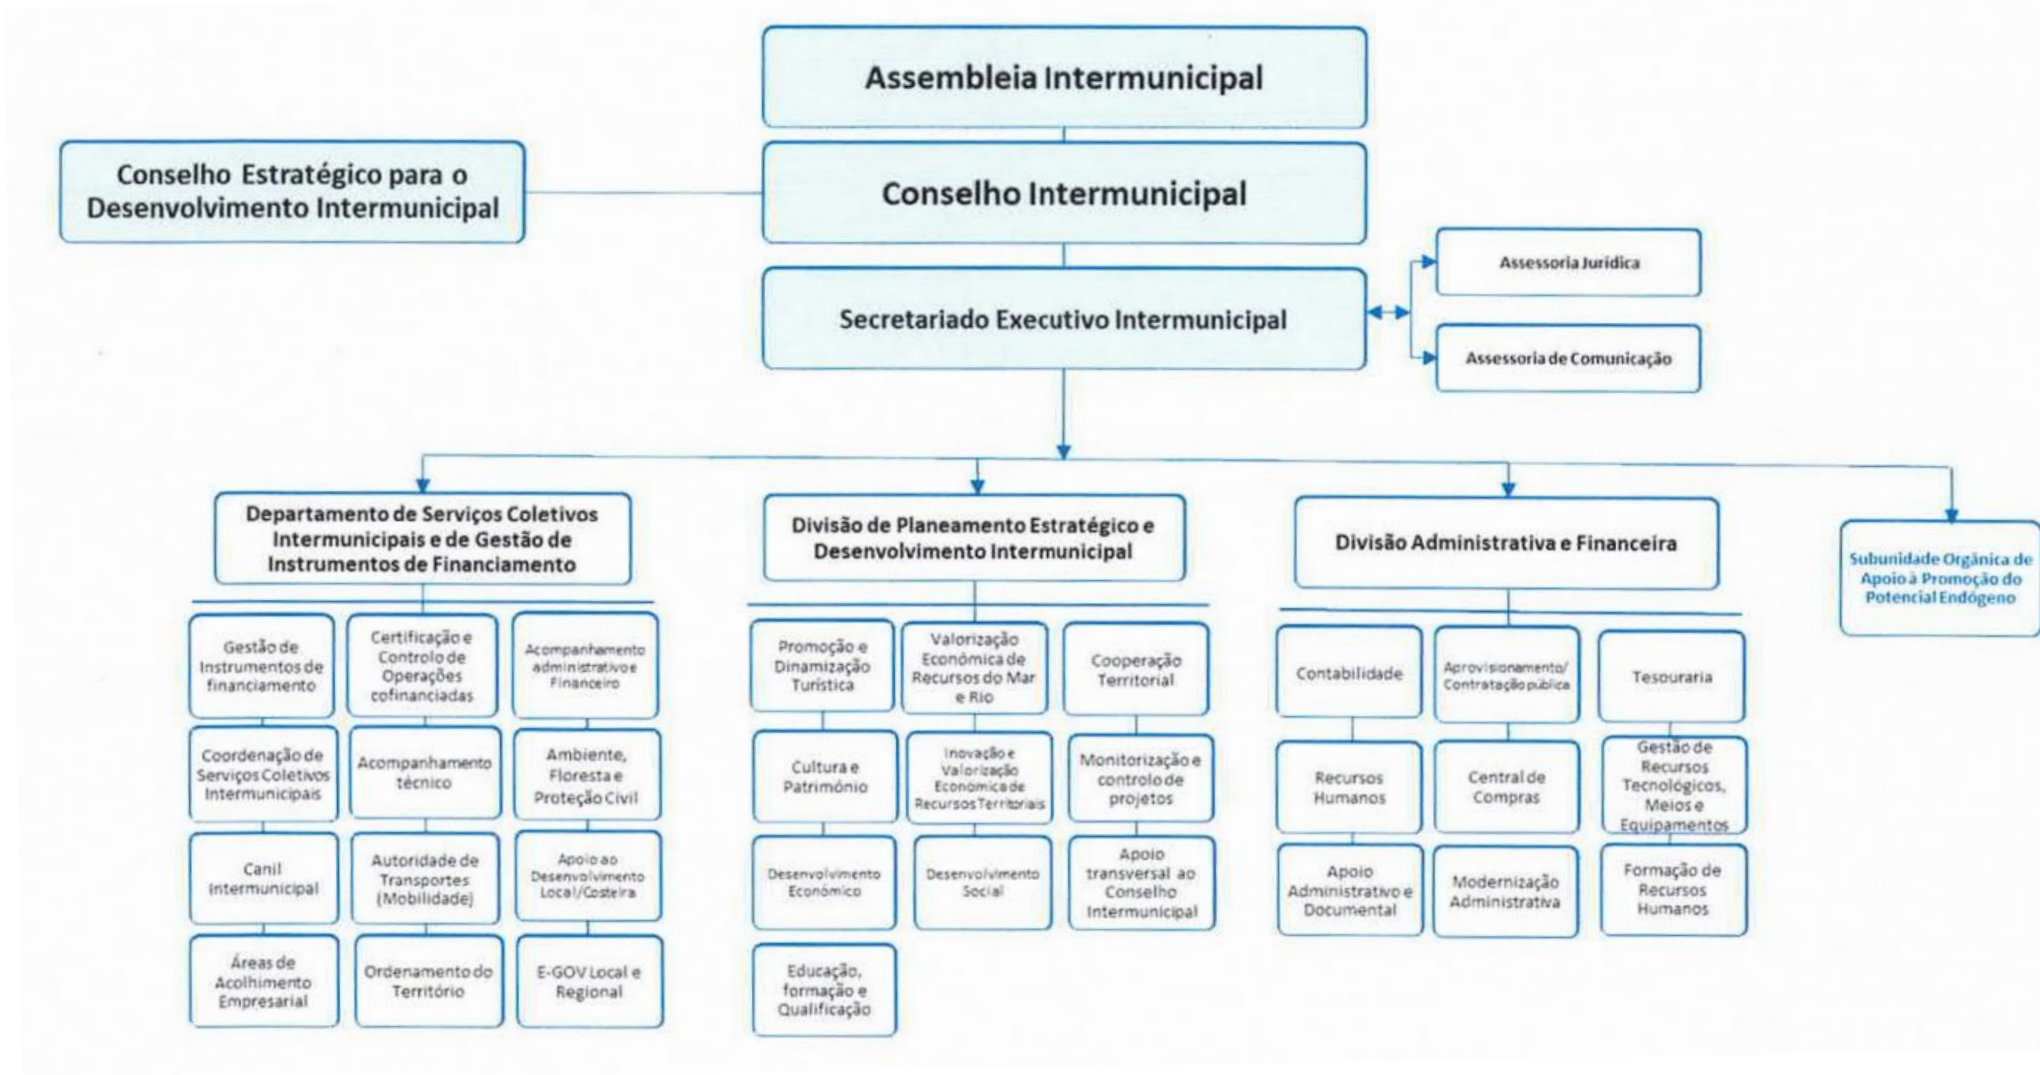 Assembleia Intermunicipal
Conselho Estratégico para o
Desenvolvimento Intermunicipal
Conselho Intermunicipal
Secretariado Executivo Intermunicipal
Assessoria Jurídica
Assessoria de Comunicação
Departamento de Serviços Coletivos
Intermunicipais e de Gestão de
Instrumentos de Financiamento
Divisão de Planeamento Estratégico e
Desenvolvimento Intermunicipal
Divisão Administrativa e Financeira
Subunidade Orgânica de
Apoio à Promoção do
Potencial Endógeno
Gestão de
Instrumentos de
financiamento
Certificação e
Controlo de
Operações
cofinanciadas
Acompanhamento
administrativo e
Financeiro
Coordenação de
Serviços Coletivos
Intermunicipais
Acompanhamento
técnico
Ambiente,
Floresta e
Proteção Civil
Canil
Intermunicipal
Autoridade de
Transportes
(Mobilidade)
Apoio ao
Desenvolvimento
Local/Costeira
Áreas de
Acolhimento
Empresarial
Ordenamento do
Território
E-GOV Local e
Regional
Promoção e
Dinamização
Turística
Valorização
Económica de
Recursos do Mar
e Rio
Cooperação
Territorial
Cultura e
Património
Inovação e
Valorização
Económica de
Recursos Territoriais
Monitorização e
controlo de
projetos
Desenvolvimento
Económico
Desenvolvimento
Social
Apoio
transversal ao
Conselho
Intermunicipal
Educação,
formação e
Qualificação
Contabilidade
Aprovisionamento/
Contratação pública
Tesouraria
Recursos
Humanos
Central de
Compras
Gestão de
Recursos
Tecnológicos,
Meios e
Equipamentos
Apoio
Administrativo e
Documental
Modernização
Administrativa
Formação de
Recursos
Humanos